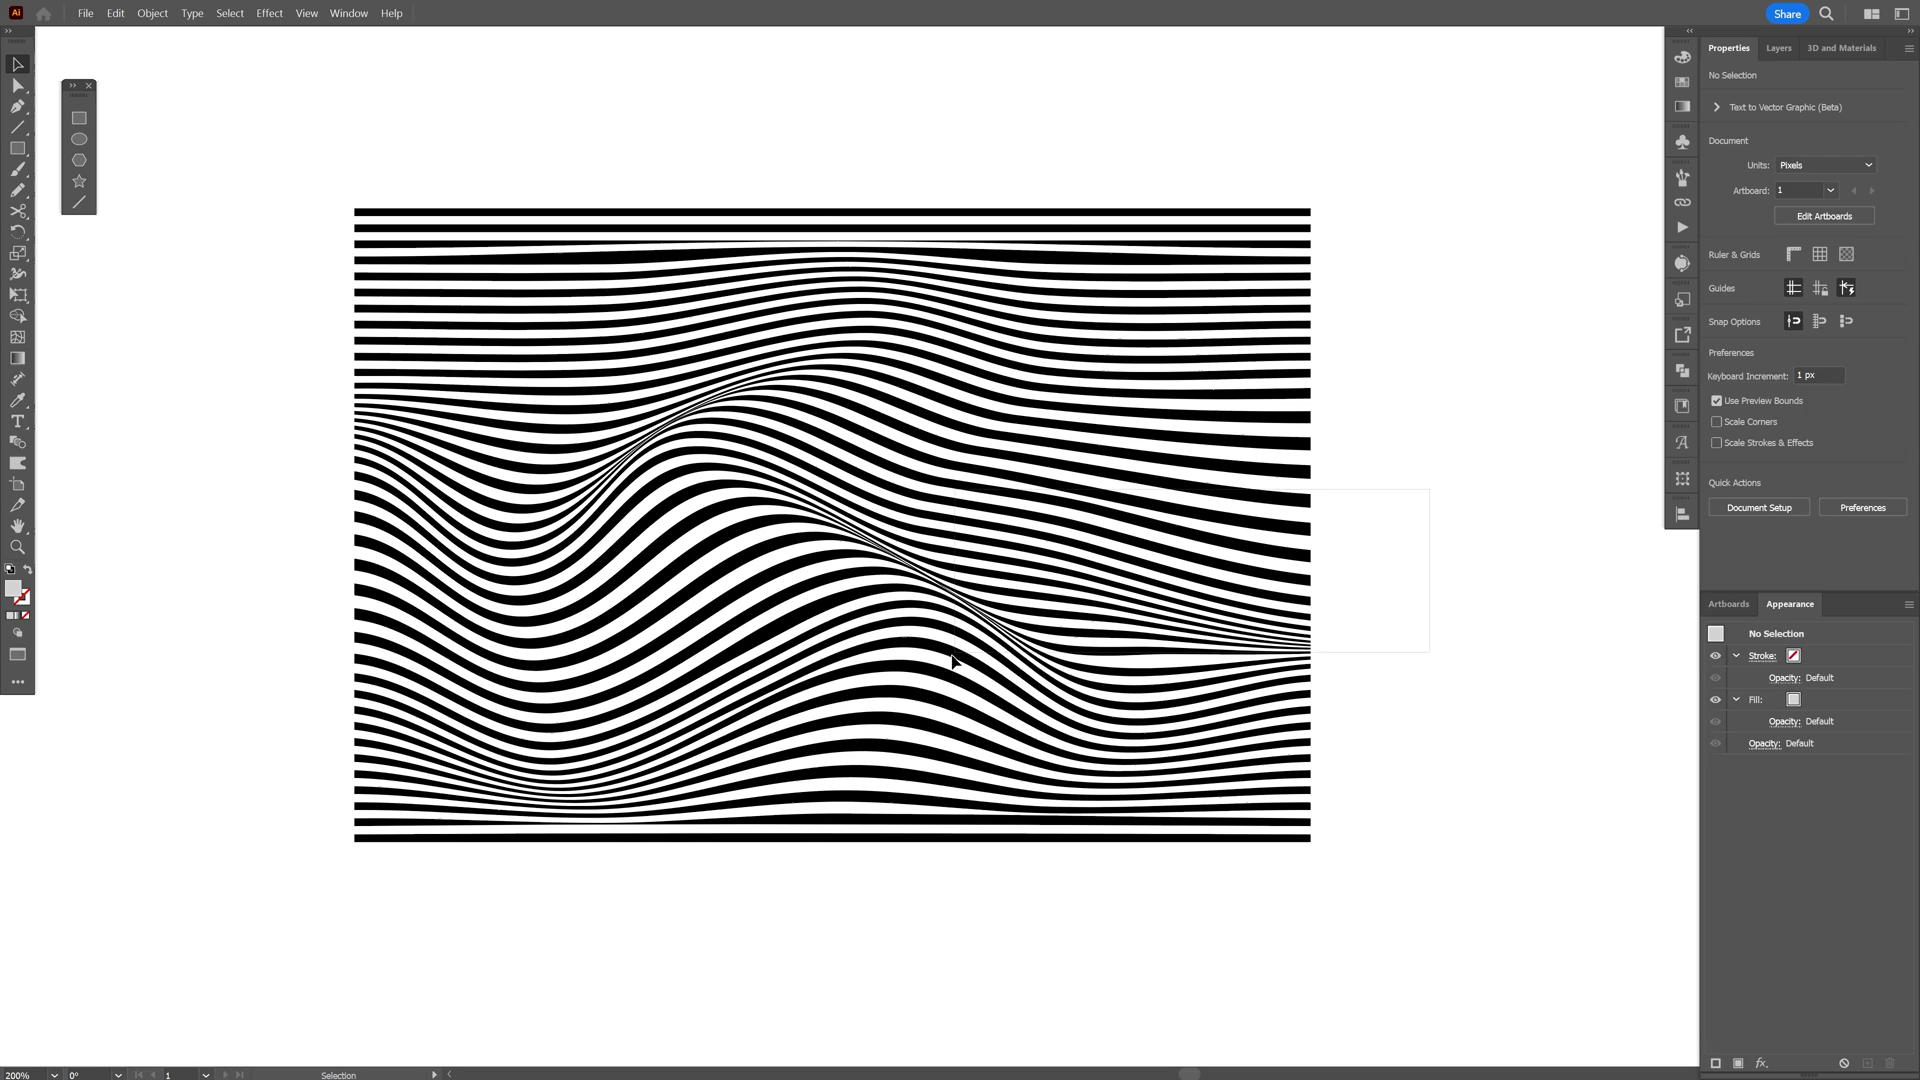 Ai File Edit Object Type Select Effect View Window Help Share
Properties Layers 3D and Materials
No Selection
Text to Vector Graphic (Beta)
Document
Units: Pixels
Artboard: 1
Edit Artboards
Ruler & Grids
Guides
Snap Options
Preferences
Keyboard Increment: 1 px
Use Preview Bounds
Scale Corners
Scale Strokes & Effects
Quick Actions
Document Setup Preferences
Artboards Appearance
No Selection
Stroke:
Opacity: Default
Fill:
Opacity: Default
Opacity: Default
fx.
200% 0° 1 Selection